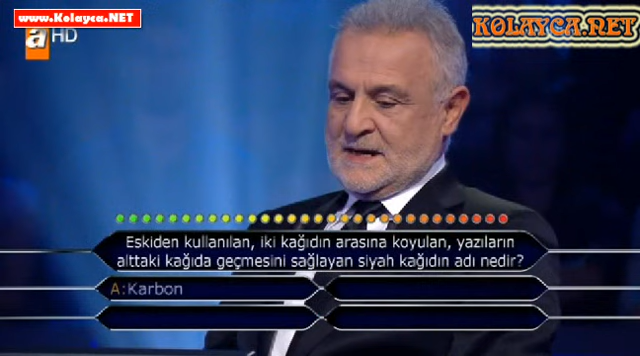 www.Kolayca.NET
KOLAYCA.NET
a HD
Eskiden kullanılan, iki kağıdın arasına koyulan, yazıların
alttaki kağıda geçmesini sağlayan siyah kağıdın adı nedir?
A:Karbon